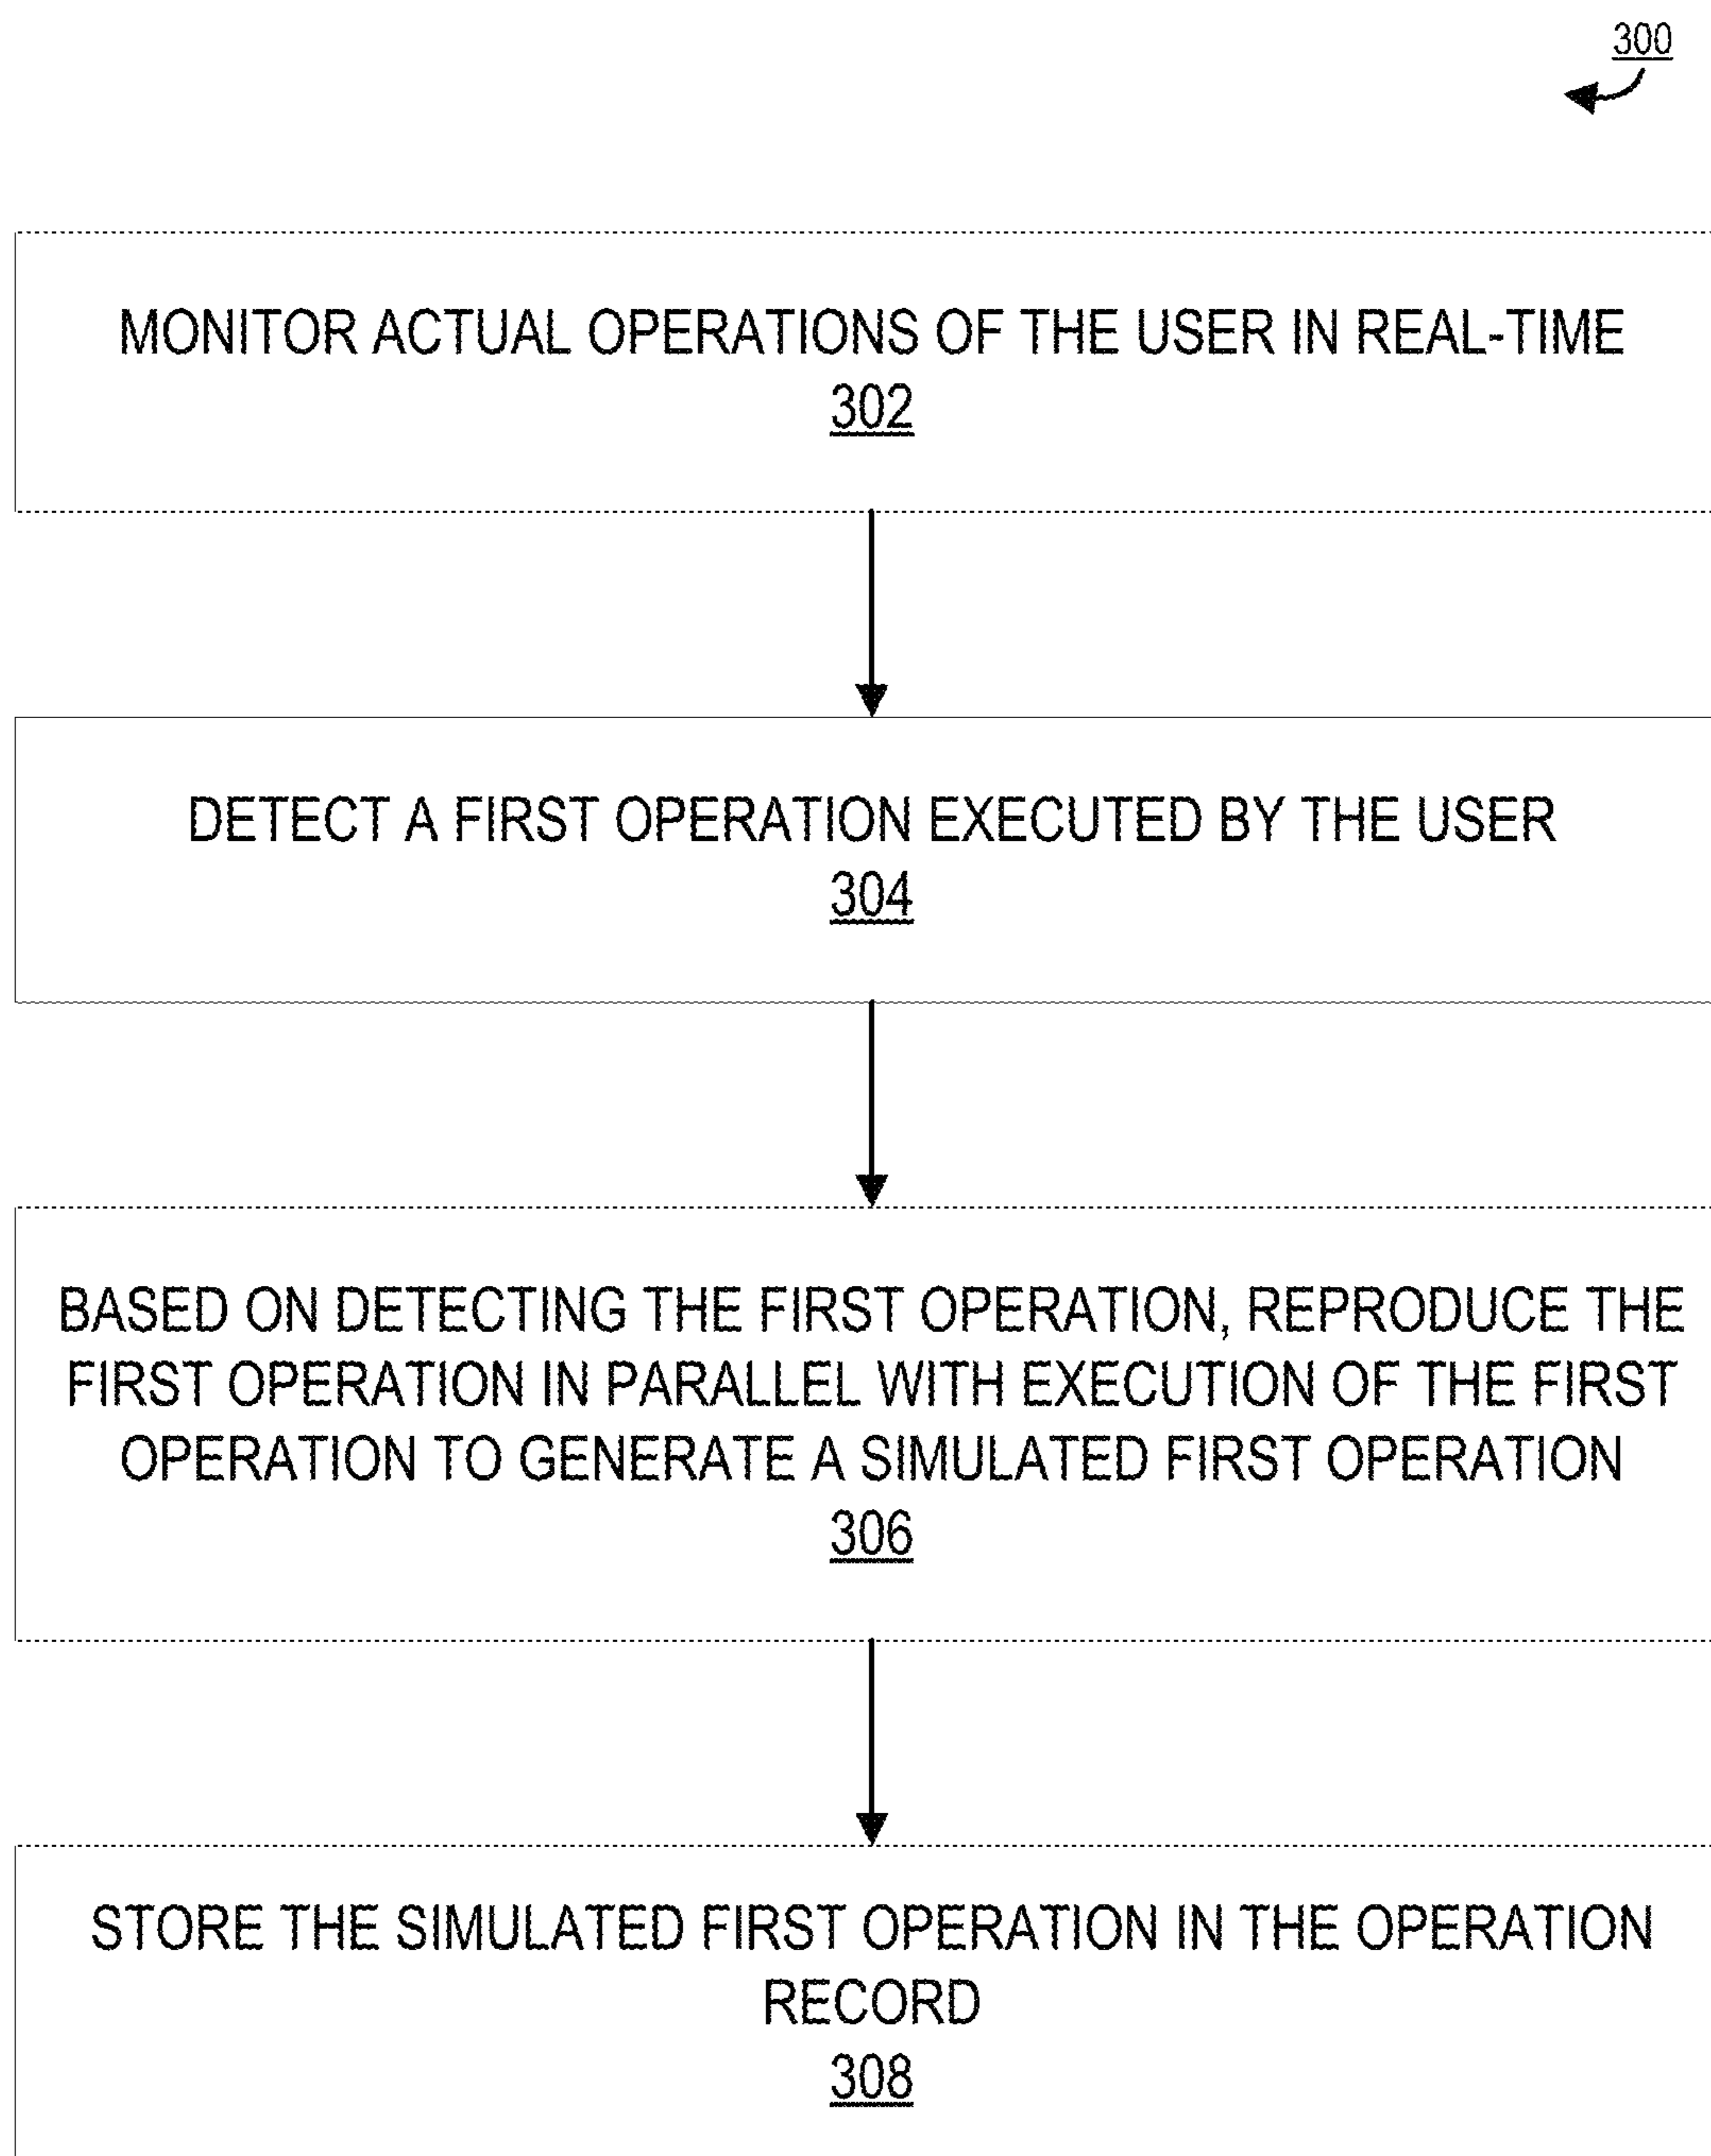 300
MONITOR ACTUAL OPERATIONS OF THE USER IN REAL-TIME
302
DETECT A FIRST OPERATION EXECUTED BY THE USER
304
BASED ON DETECTING THE FIRST OPERATION, REPRODUCE THE
FIRST OPERATION IN PARALLEL WITH EXECUTION OF THE FIRST
OPERATION TO GENERATE A SIMULATED FIRST OPERATION
306
STORE THE SIMULATED FIRST OPERATION IN THE OPERATION
RECORD
308